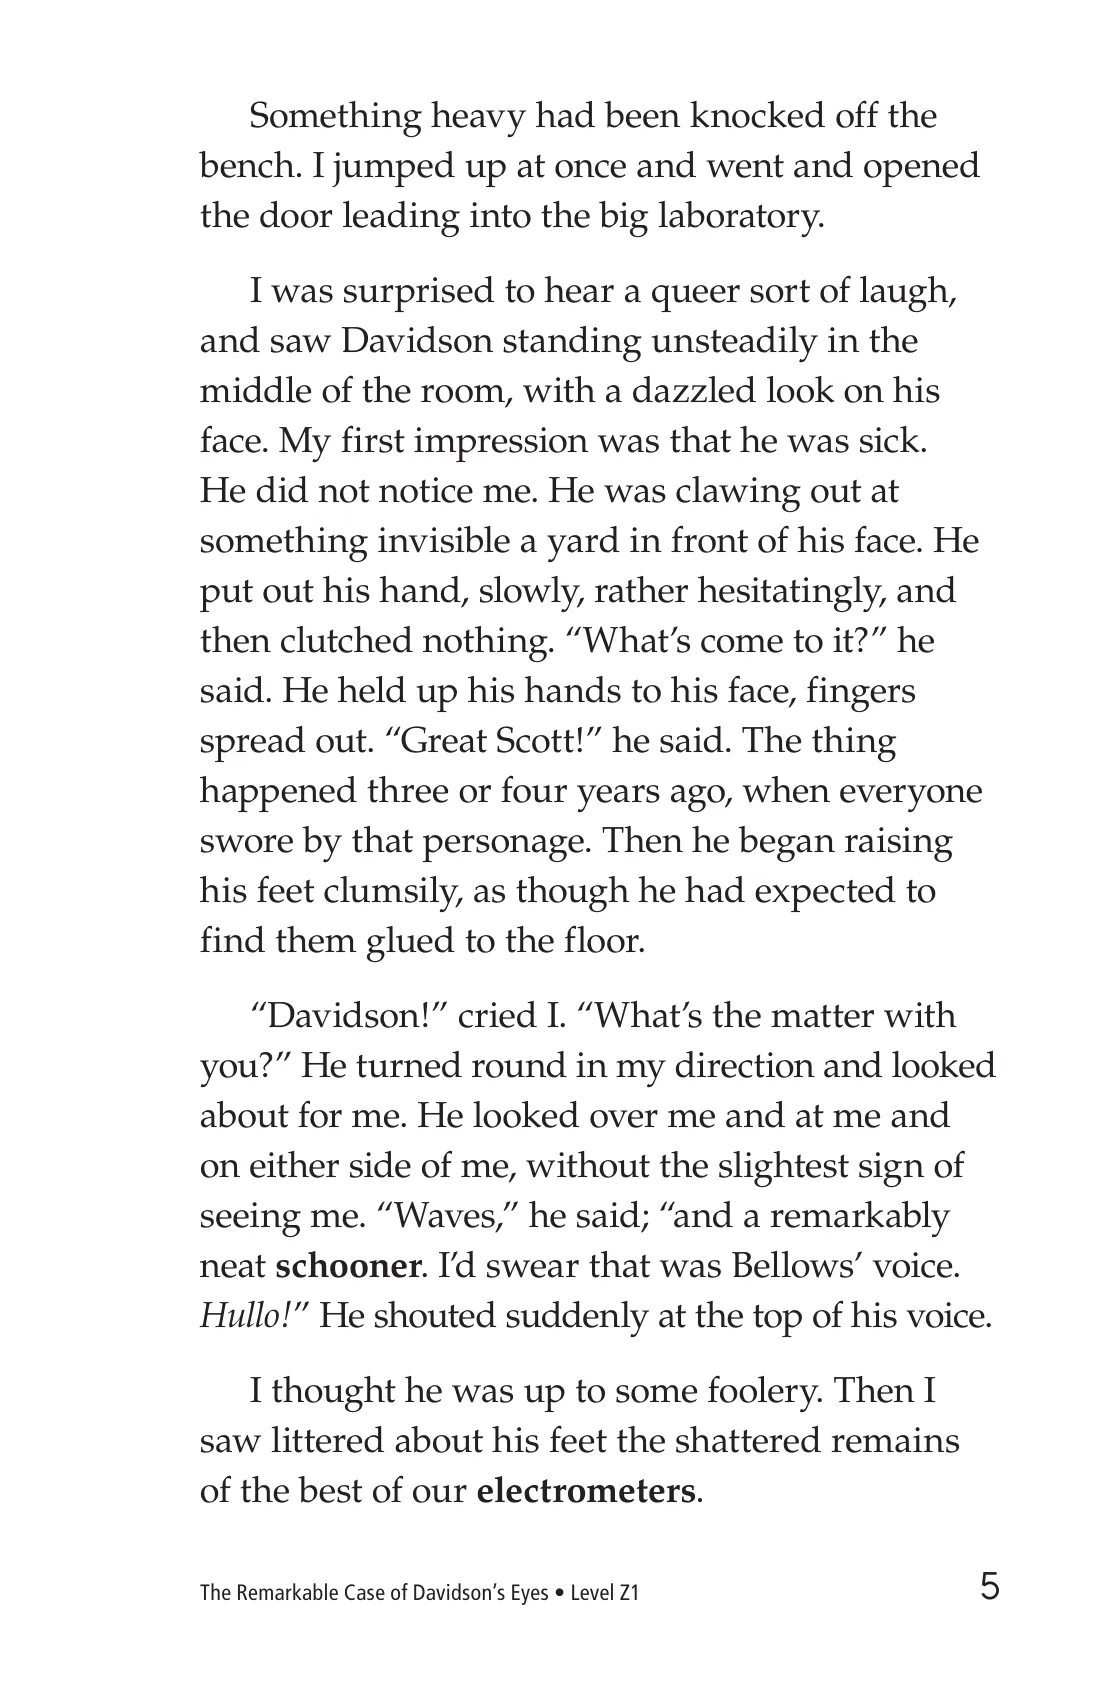 Something heavy had been knocked off the
bench. I jumped up at once and went and opened
the door leading into the big laboratory.
I was surprised to hear a queer sort of laugh,
and saw Davidson standing unsteadily in the
middle of the room, with a dazzled look on his
face. My first impression was that he was sick.
He did not notice me. He was clawing out at
something invisible a yard in front of his face. He
put out his hand, slowly, rather hesitatingly, and
then clutched nothing. “What’s come to it?” he
said. He held up his hands to his face, fingers
spread out. “Great Scott!” he said. The thing
happened three or four years ago, when everyone
swore by that personage. Then he began raising
his feet clumsily, as though he had expected to
find them glued to the floor.
“Davidson!” cried I. “What’s the matter with
you?” He turned round in my direction and looked
about for me. He looked over me and at me and
on either side of me, without the slightest sign of
seeing me. “Waves,” he said; “and a remarkably
neat schooner. I’d swear that was Bellows’ voice.
Hullo!” He shouted suddenly at the top of his voice.
I thought he was up to some foolery. Then I
saw littered about his feet the shattered remains
of the best of our electrometers.
The Remarkable Case of Davidson’s Eyes • Level Z1 5